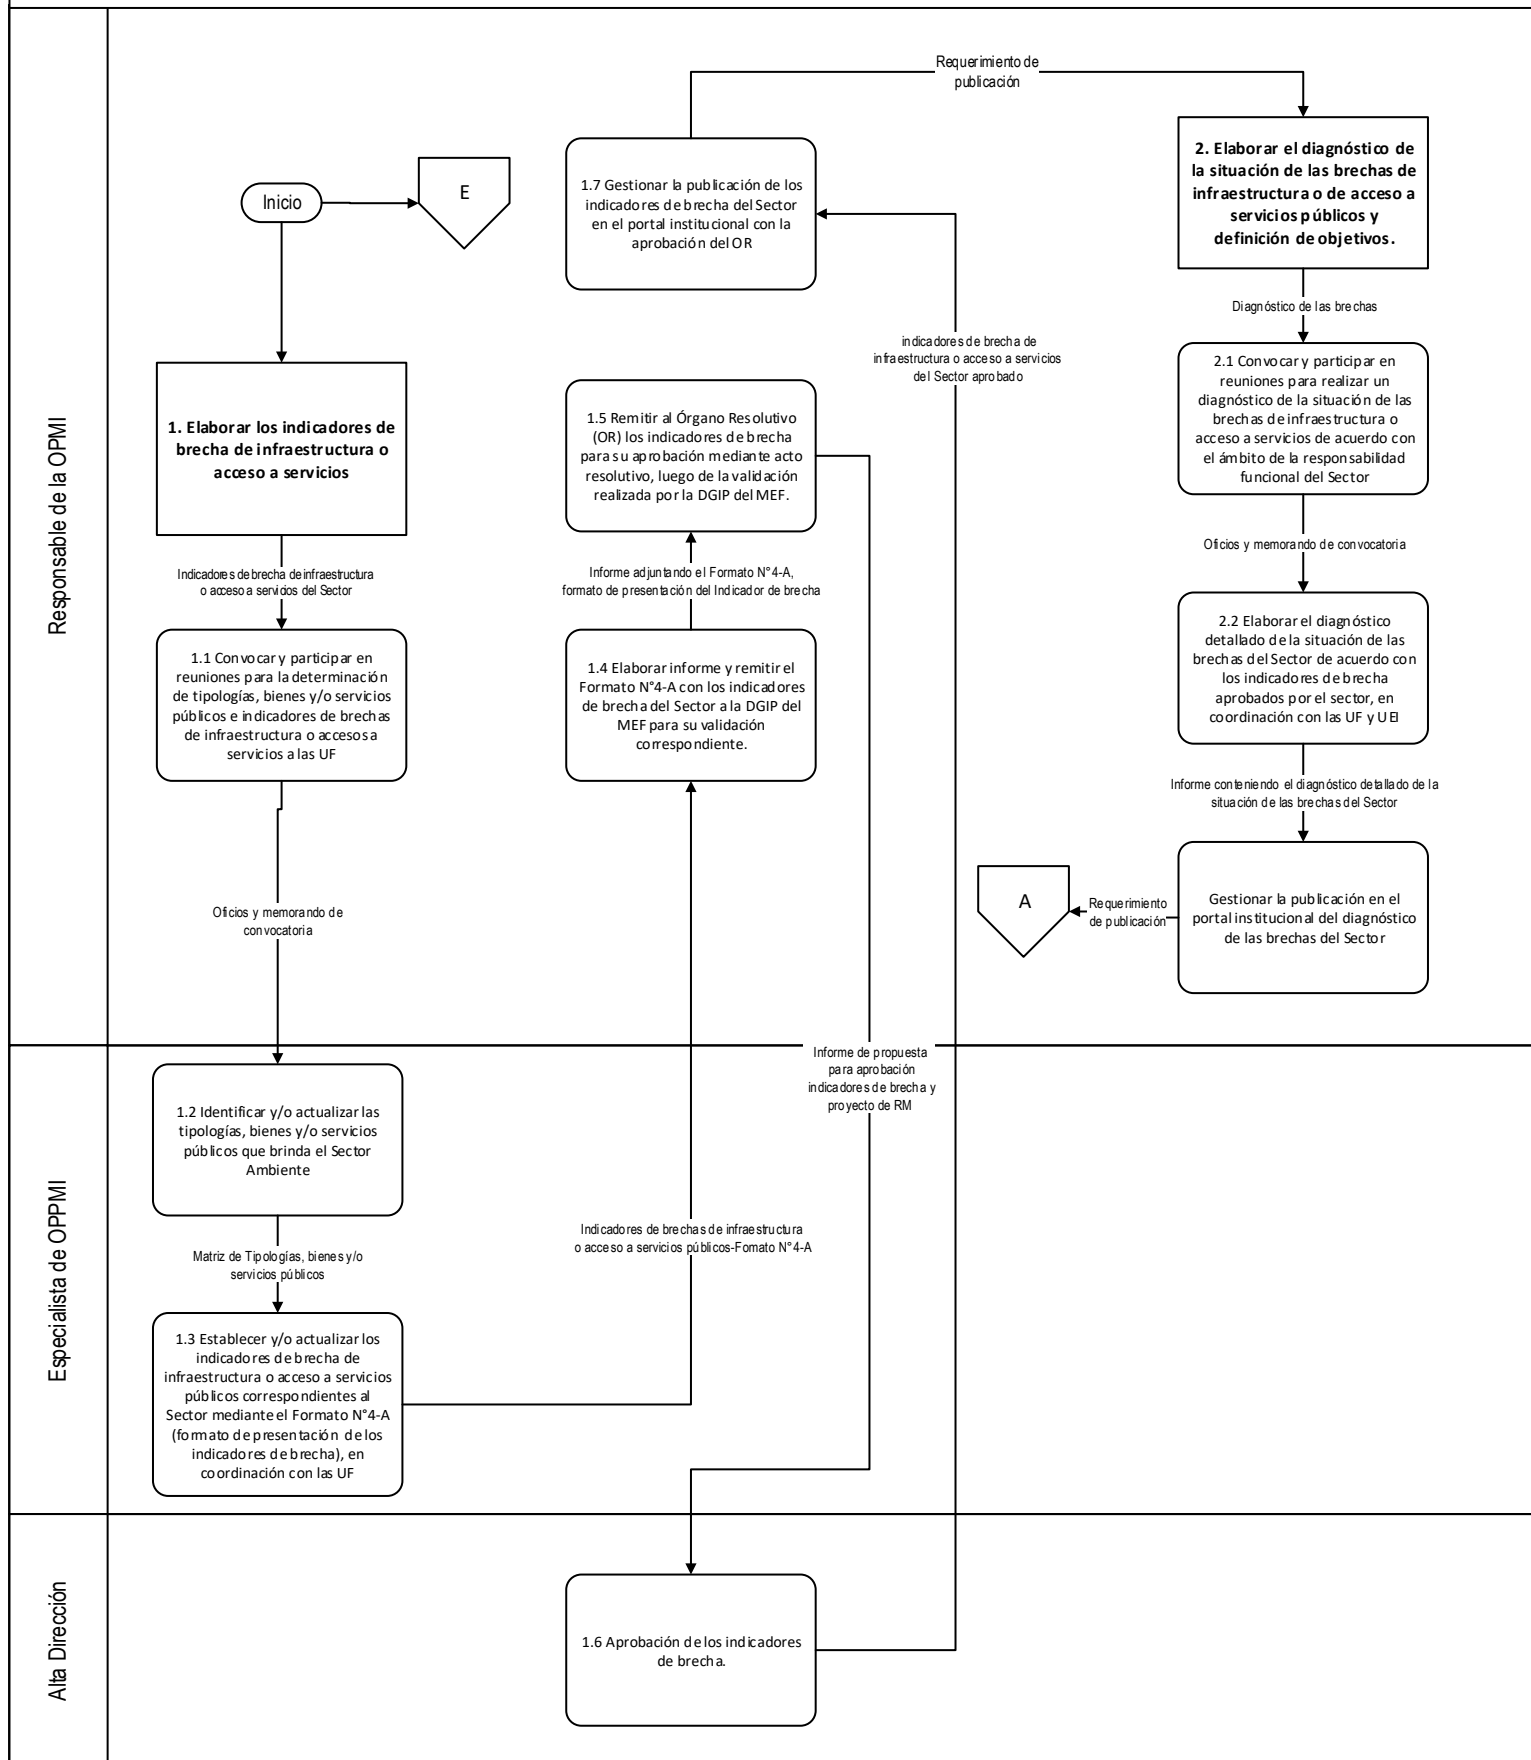 Responsable de la OPMI
Inicio
E
1. Elaborar los indicadores de
brecha de infraestructura o
acceso a servicios
Indicadores de brecha de infraestructura
o acceso a servicios del Sector
1.1 Convocar y participar en
reuniones para la determinación
de tipologías, bienes y/o servicios
públicos e indicadores de brechas
de infraestructura o accesos a
servicios a las UF
Oficios y memorando de
convocatoria
Especialista de OPPMI
1.2 Identificar y/o actualizar las
tipologías, bienes y/o servicios
públicos que brinda el Sector
Ambiente
Matriz de Tipologías, bienes y/o
servicios públicos
1.3 Establecer y/o actualizar los
indicadores de brecha de
infraestructura o acceso a servicios
públicos correspondientes al
Sector mediante el Formato N°4-A
(formato de presentación de los
indicadores de brecha), en
coordinación con las UF
Indicadores de brechas de infraestructura
o acceso a servicios públicos-Fomato N°4-A
1.4 Elaborar informe y remitir el
Formato N°4-A con los indicadores
de brecha del Sector a la DGIP del
MEF para su validación
correspondiente.
Informe adjuntando el Formato N°4-A,
formato de presentación del Indicador de brecha
1.5 Remitir al Órgano Resolutivo
(OR) los indicadores de brecha
para su aprobación mediante acto
resolutivo, luego de la validación
realizada por la DGIP del MEF.
Informe de propuesta
para aprobación
indicadores de brecha y
proyecto de RM
Alta Dirección
1.6 Aprobación de los indicadores
de brecha.
indicadores de brecha de
infraestructura o acceso a servicios
del Sector aprobado
1.7 Gestionar la publicación de los
indicadores de brecha del Sector
en el portal institucional con la
aprobación del OR
Requerimiento de
publicación
2. Elaborar el diagnóstico de
la situación de las brechas de
infraestructura o de acceso a
servicios públicos y
definición de objetivos.
Diagnóstico de las brechas
2.1 Convocar y participar en
reuniones para realizar un
diagnóstico de la situación de las
brechas de infraestructura o
acceso a servicios de acuerdo con
el ámbito de la responsabilidad
funcional del Sector
Oficios y memorando de convocatoria
2.2 Elaborar el diagnóstico
detallado de la situación de las
brechas del Sector de acuerdo con
los indicadores de brecha
aprobados por el sector, en
coordinación con las UF y UEI
Informe conteniendo el diagnóstico detallado de la
situación de las brechas del Sector
Gestionar la publicación en el
portal institucional del diagnóstico
de las brechas del Sector
Requerimiento
de publicación
A